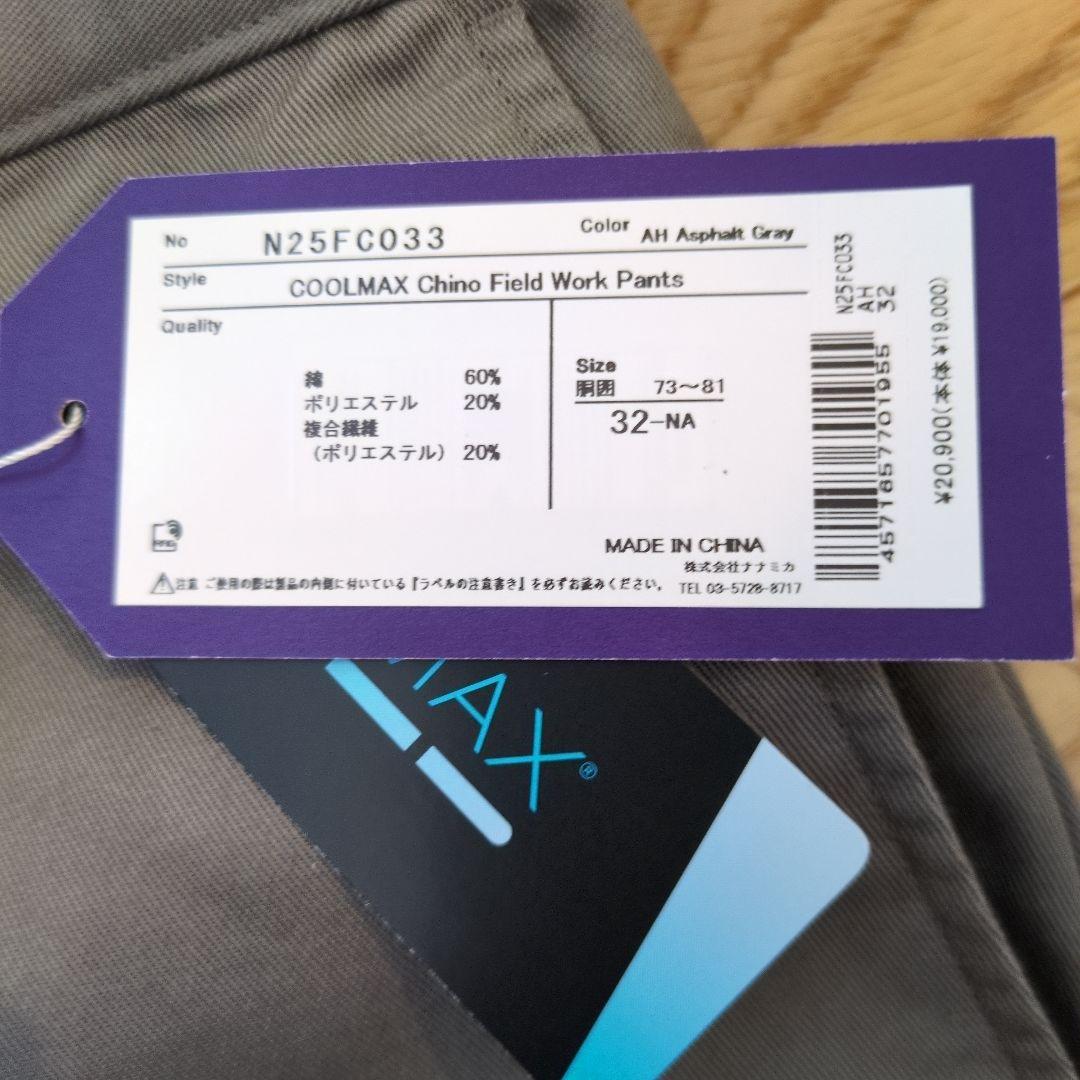 No N25FC033 Color AH Asphalt Gray
Style COOLMAX Chino Field Work Pants
Quality
綿 60%
ポリエステル 20%
複合繊維
(ポリエステル) 20%
Size
胴囲 73～81
32-NA
MADE IN CHINA
株式会社ナナミカ
TEL 03-5728-8717
注意 ご使用の際は製品の内側に付いている『ラベルの注意書き』を必ずお読みください。
N25FC033
AH
32
4571857701955
¥20,900(本体¥19,000)
MAX®